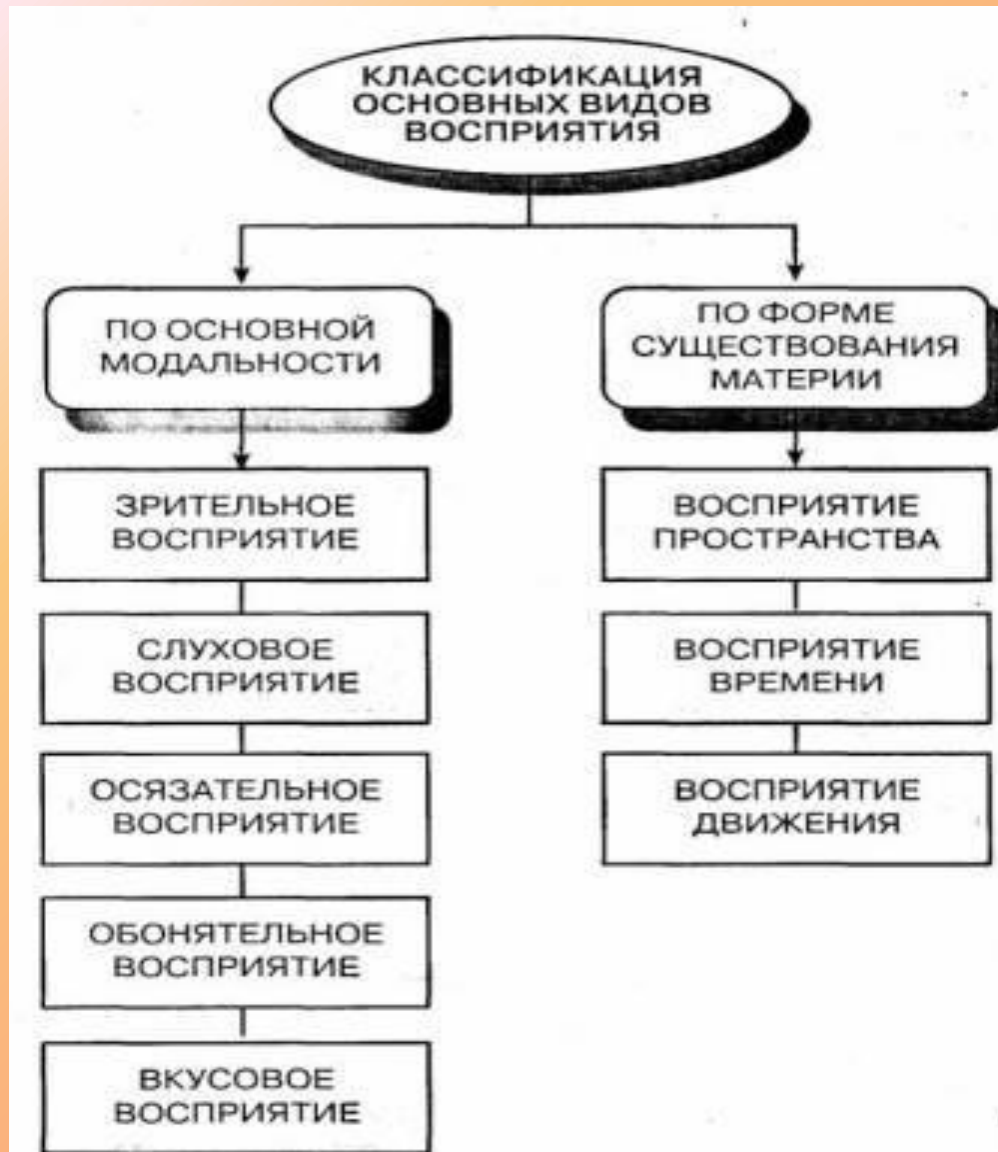 КЛАССИФИКАЦИЯ
ОСНОВНЫХ ВИДОВ
ВОСПРИЯТИЯ
ПО ОСНОВНОЙ
МОДАЛЬНОСТИ
ЗРИТЕЛЬНОЕ
ВОСПРИЯТИЕ
СЛУХОВОЕ
ВОСПРИЯТИЕ
ОСЯЗАТЕЛЬНОЕ
ВОСПРИЯТИЕ
ОБОНЯТЕЛЬНОЕ
ВОСПРИЯТИЕ
ВКУСОВОЕ
ВОСПРИЯТИЕ
ПО ФОРМЕ
СУЩЕСТВОВАНИЯ
МАТЕРИИ
ВОСПРИЯТИЕ
ПРОСТРАНСТВА
ВОСПРИЯТИЕ
ВРЕМЕНИ
ВОСПРИЯТИЕ
ДВИЖЕНИЯ